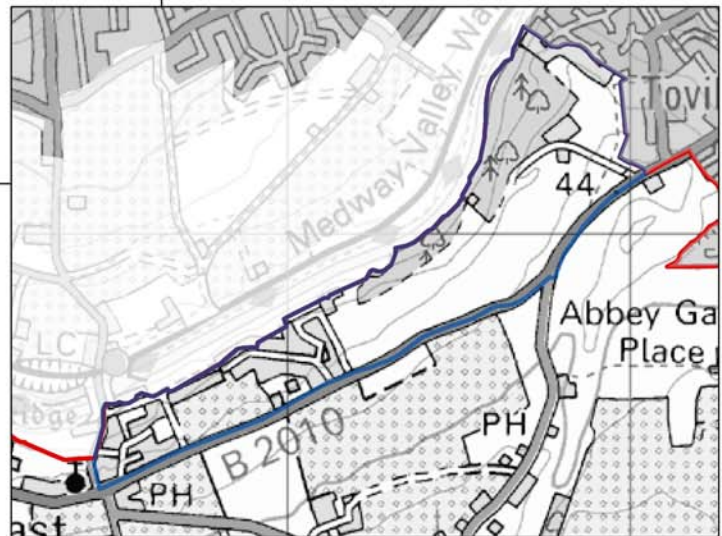 Medway Valley Wa
Tovi
44
LC
idge
Abbey Ga
Place
B 2010
PH
PH
ast